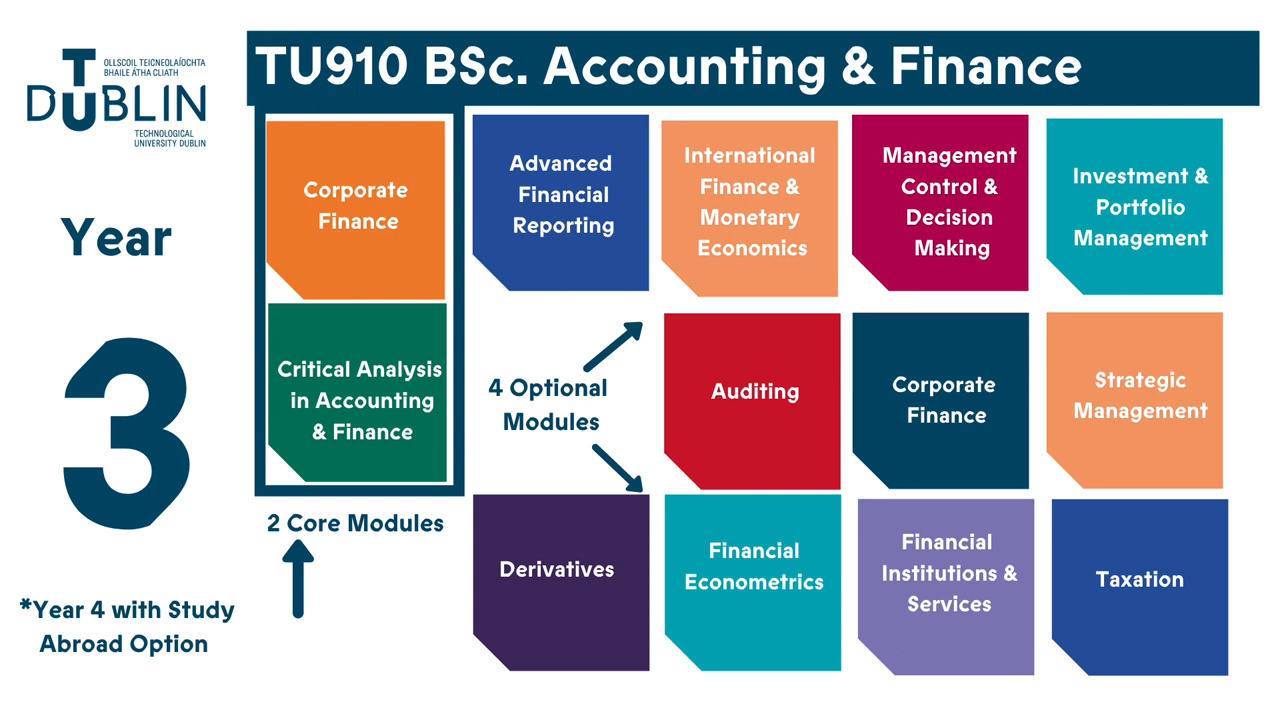 T
DUBLIN
OLLSCOIL TEICNEOLAÍOCHTA
BHAILE ÁTHA CLIATH
TECHNOLOGICAL
UNIVERSITY DUBLIN
TU910 BSc. Accounting & Finance
Year
3
*Year 4 with Study
Abroad Option
Corporate
Finance
Critical Analysis
in Accounting
& Finance
2 Core Modules
Advanced
Financial
Reporting
International
Finance &
Monetary
Economics
Management
Control &
Decision
Making
Investment &
Portfolio
Management
4 Optional
Modules
Auditing
Corporate
Finance
Strategic
Management
Derivatives
Financial
Econometrics
Financial
Institutions &
Services
Taxation